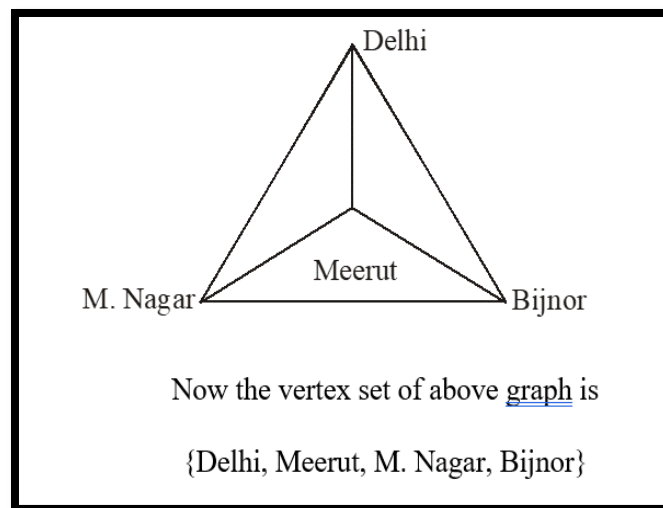 Delhi
Meerut
M. Nagar
Bijnor
Now the vertex set of above graph is
{Delhi, Meerut, M. Nagar, Bijnor}